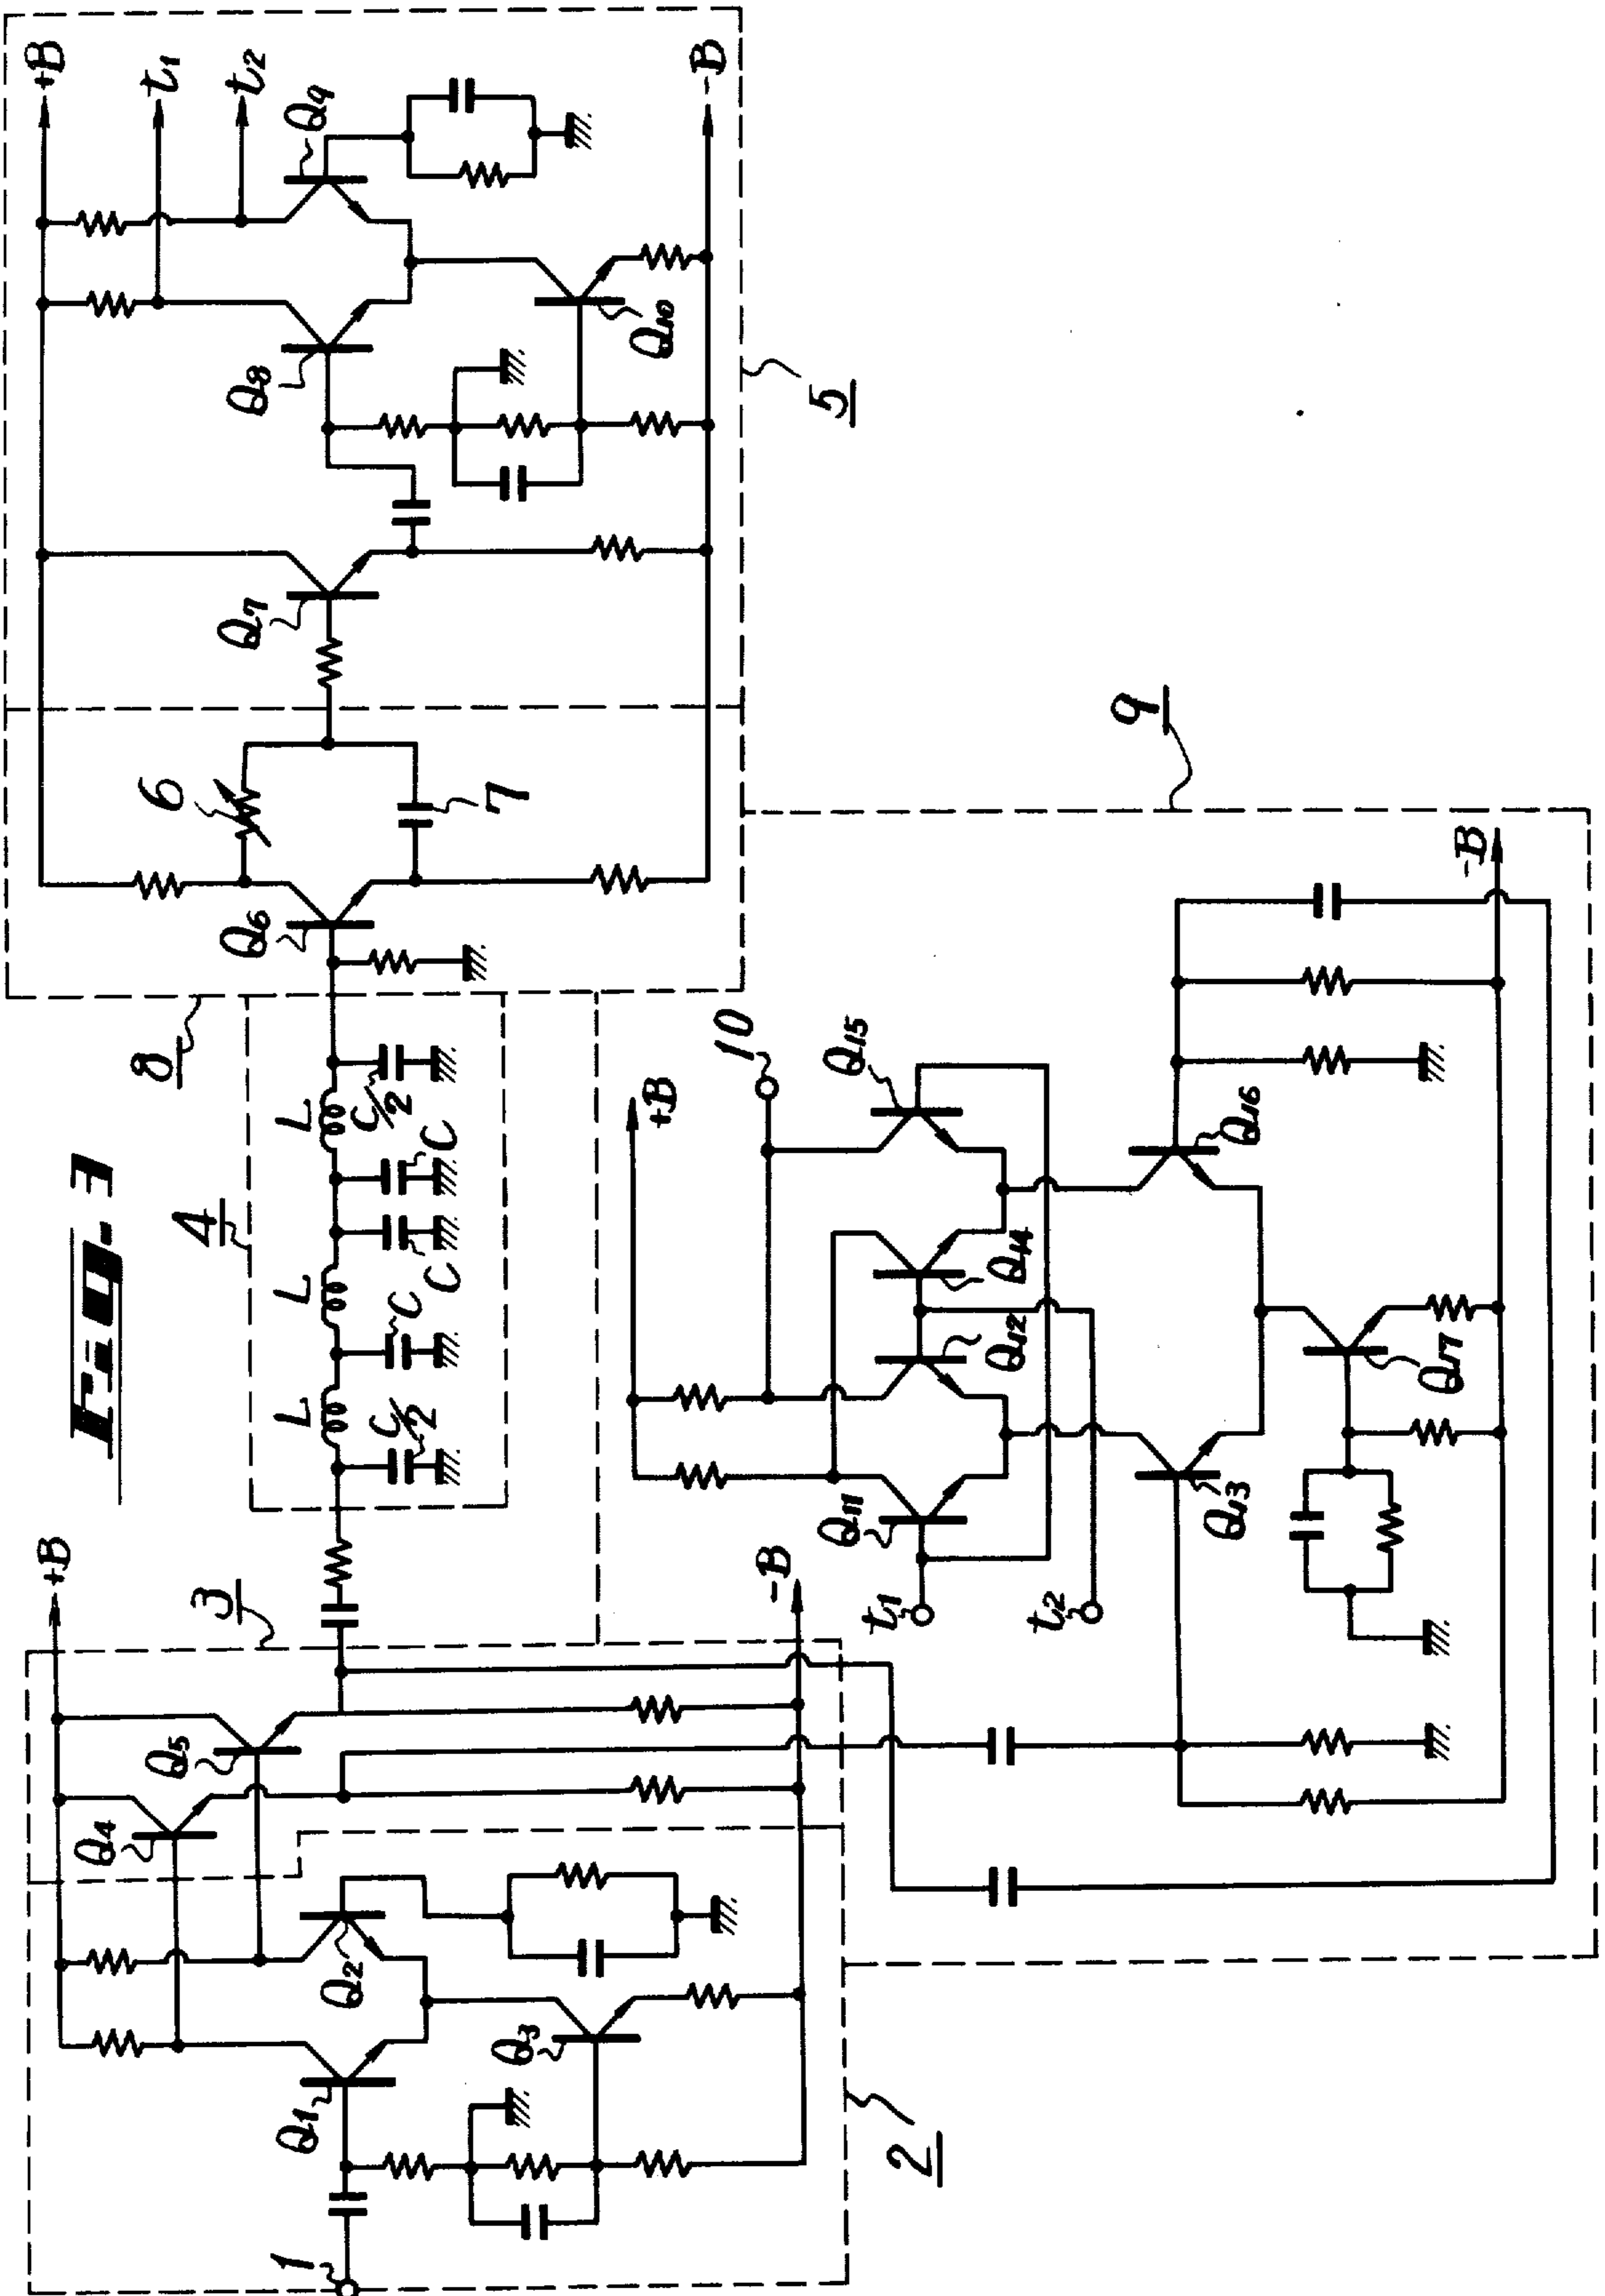 Fig. 3
+B
t1
t2
Q9
-B
Q8
Q10
5
Q7
6
7
Q6
8
4
L
L
L
C/2
C
C
C
C/2
9
10
+B
-B
Q15
Q14
Q12
Q11
Q16
Q17
Q13
t1
t2
+B
3
-B
Q5
Q4
Q2
Q1
Q3
2
1